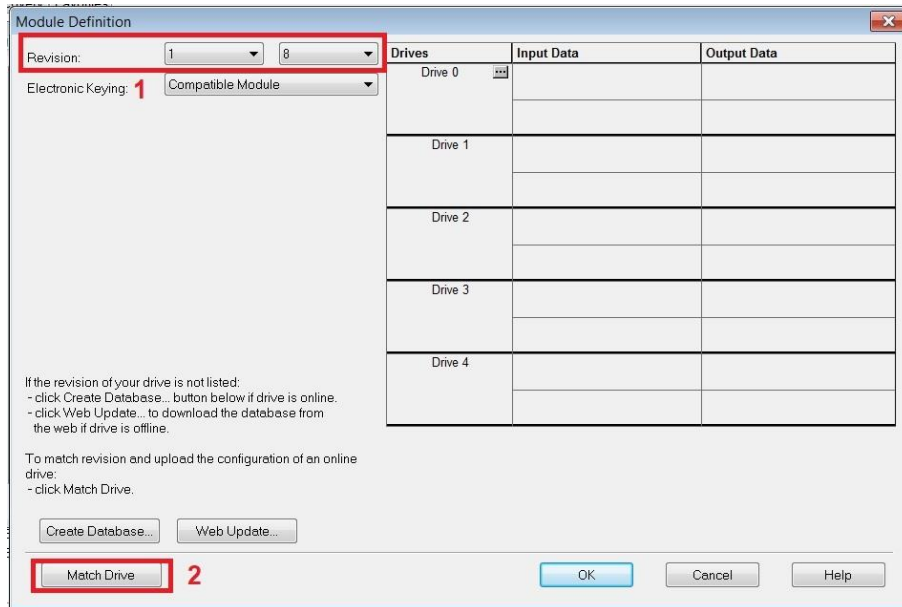 Module Definition
Revision: 1 8
Electronic Keying: 1 Compatible Module
Drives Input Data Output Data
Drive 0
Drive 1
Drive 2
Drive 3
Drive 4
If the revision of your drive is not listed:
- click Create Database... button below if drive is online.
- click Web Update... to download the database from
the web if drive is offline.
To match revision and upload the configuration of an online
drive:
- click Match Drive.
Create Database... Web Update...
Match Drive 2 OK Cancel Help